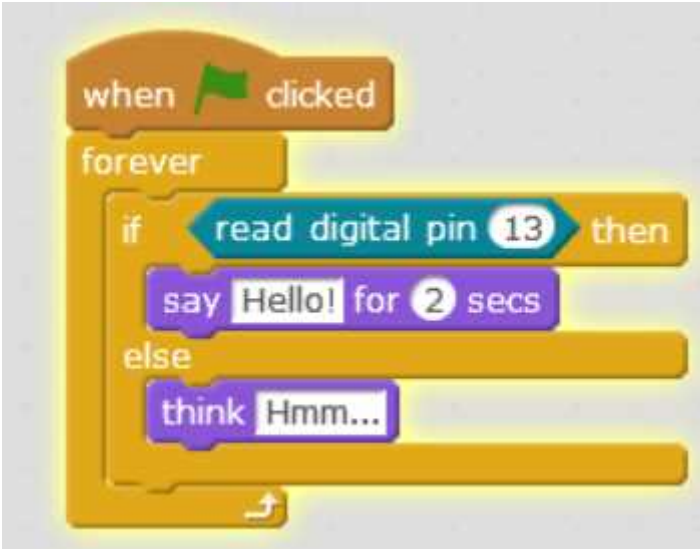 when clicked
forever
if read digital pin 13 then
say Hello! for 2 secs
else
think Hmm...